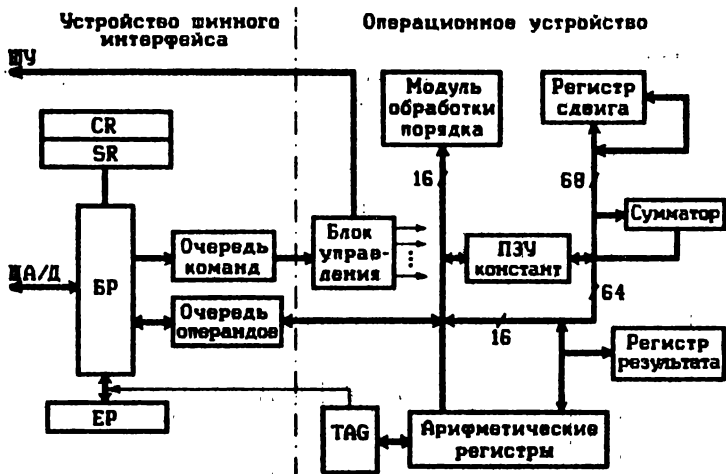 Устройство шинного
интерфейса
Операционное устройство
ШУ
Модуль
обработки
порядка
Регистр
сдвига
CR
SR
16
68
Сумматор
Блок
управ-
ления
Очередь
команд
ПЗУ
констант
ША/Д
БР
64
Очередь
операндов
16
Регистр
результата
EP
TAG
Арифметические
регистры